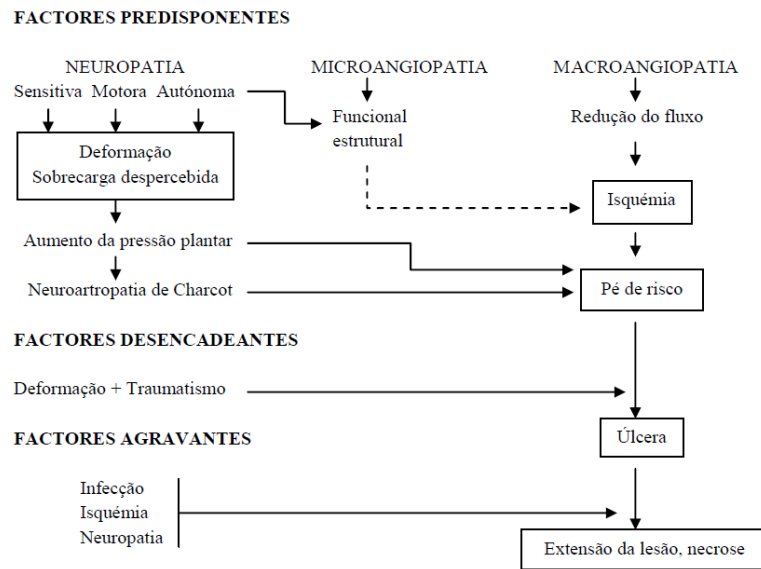 FACTORES PREDISPONENTES
NEUROPATIA
MICROANGIOPATIA
MACROANGIOPATIA
Sensitiva Motora Autónoma
Funcional
estrutural
Redução do fluxo
Deformação
Sobrecarga despercebida
Isquémia
Aumento da pressão plantar
Neuroartropatia de Charcot
Pé de risco
FACTORES DESENCADEANTES
Deformação + Traumatismo
FACTORES AGRAVANTES
Úlcera
Infecção
Isquémia
Neuropatia
Extensão da lesão, necrose